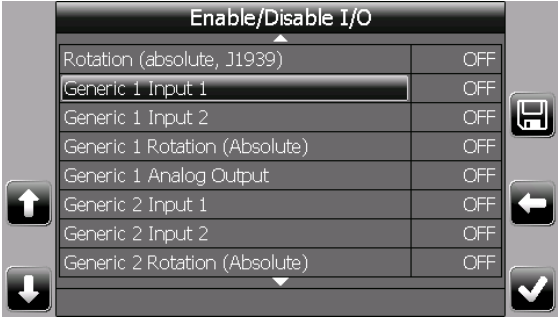 Enable/Disable I/O
Rotation (absolute, J1939) OFF
Generic 1 Input 1 OFF
Generic 1 Input 2 OFF
Generic 1 Rotation (Absolute) OFF
Generic 1 Analog Output OFF
Generic 2 Input 1 OFF
Generic 2 Input 2 OFF
Generic 2 Rotation (Absolute) OFF